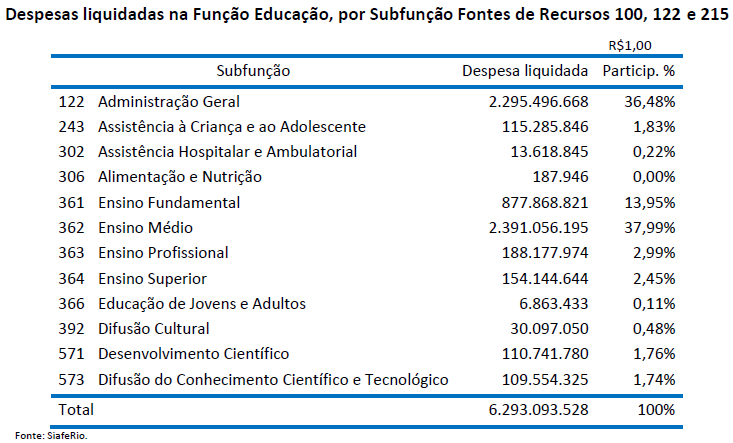 Despesas liquidadas na Função Educação, por Subfunção Fontes de Recursos 100, 122 e 215
R$1,00
Subfunção Despesa liquidada Particip. %
122 Administração Geral 2.295.496.668 36,48%
243 Assistência à Criança e ao Adolescente 115.285.846 1,83%
302 Assistência Hospitalar e Ambulatorial 13.618.845 0,22%
306 Alimentação e Nutrição 187.946 0,00%
361 Ensino Fundamental 877.868.821 13,95%
362 Ensino Médio 2.391.056.195 37,99%
363 Ensino Profissional 188.177.974 2,99%
364 Ensino Superior 154.144.644 2,45%
366 Educação de Jovens e Adultos 6.863.433 0,11%
392 Difusão Cultural 30.097.050 0,48%
571 Desenvolvimento Científico 110.741.780 1,76%
573 Difusão do Conhecimento Científico e Tecnológico 109.554.325 1,74%
Total 6.293.093.528 100%
Fonte: SiafeRio.